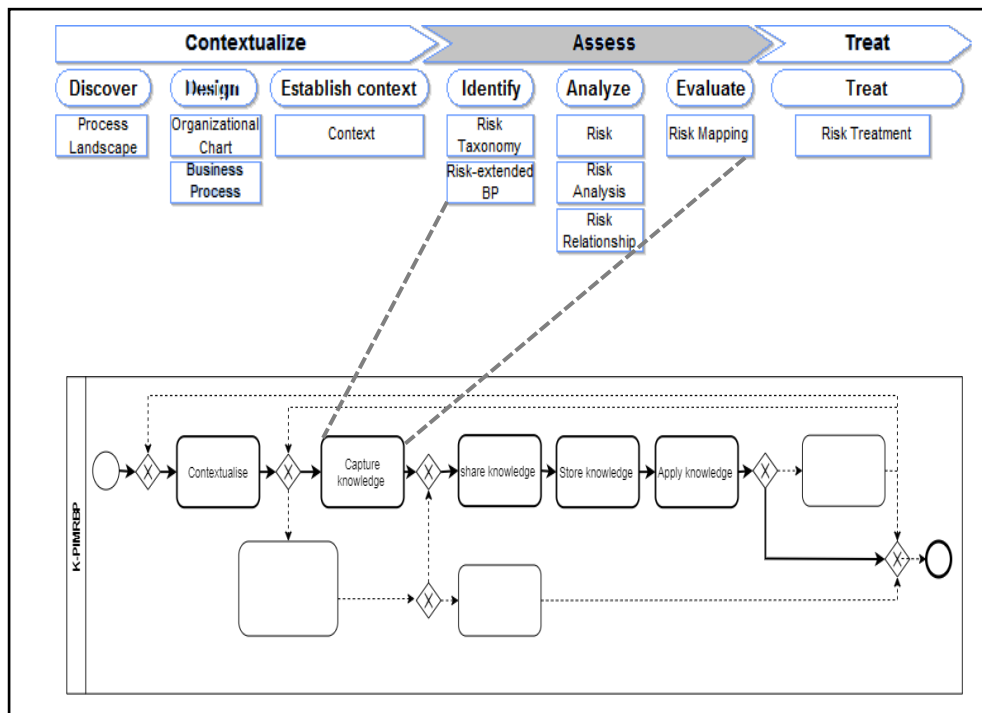 Contextualize
Assess
Treat
Discover
Design
Establish context
Identify
Analyze
Evaluate
Treat
Process
Landscape
Organizational
Chart
Business
Process
Context
Risk
Taxonomy
Risk-extended
BP
Risk
Risk
Analysis
Risk
Relationship
Risk Mapping
Risk Treatment
K-PIMRBP
X
Contextualise
X
Capture
knowledge
X
share knowledge
Store knowledge
Apply knowledge
X
X
X